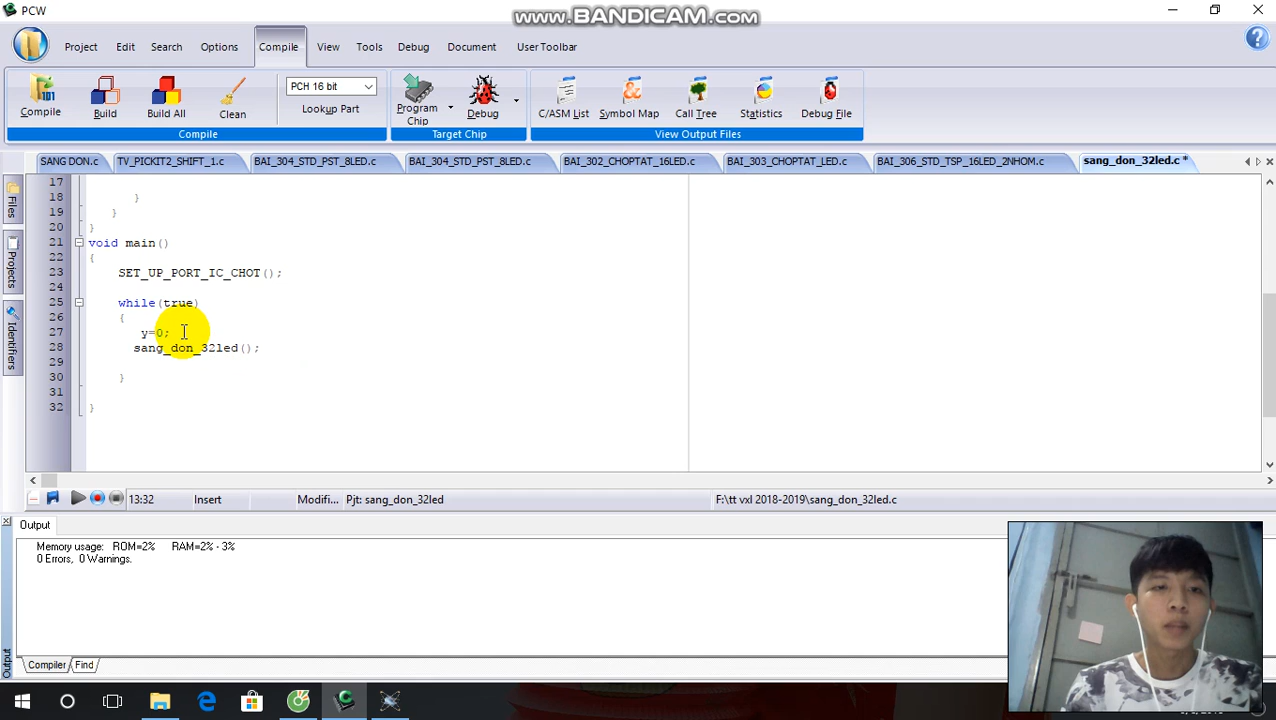 PCW
www.BANDICAM.com
Project Edit Search Options Compile View Tools Debug Document User Toolbar
PCH 16 bit
Compile Build Build All Clean Lookup Part Program Chip Debug C/ASM List Symbol Map Call Tree Statistics Debug File
Compile Target Chip View Output Files
SANG DON.c TV_PICKIT2_SHIFT_1.c BAI_304_STD_PST_8LED.c BAI_304_STD_PST_8LED.c BAI_302_CHOPTAT_16LED.c BAI_303_CHOPTAT_LED.c BAI_306_STD_TSP_16LED_2NHOM.c sang_don_32led.c *
Files
Projects
Identifiers
17
18 }
19 }
20 }
21 void main()
22 {
23 SET_UP_PORT_IC_CHOT();
24
25 while(true)
26 {
27 y=0;
28 sang_don_32led();
29
30 }
31
32 }
13:32 Insert Modifi... Pjt: sang_don_32led F:\tt vxl 2018-2019\sang_don_32led.c
Output
Memory usage: ROM=2% RAM=2% - 3%
0 Errors, 0 Warnings.
Output
Compiler Find